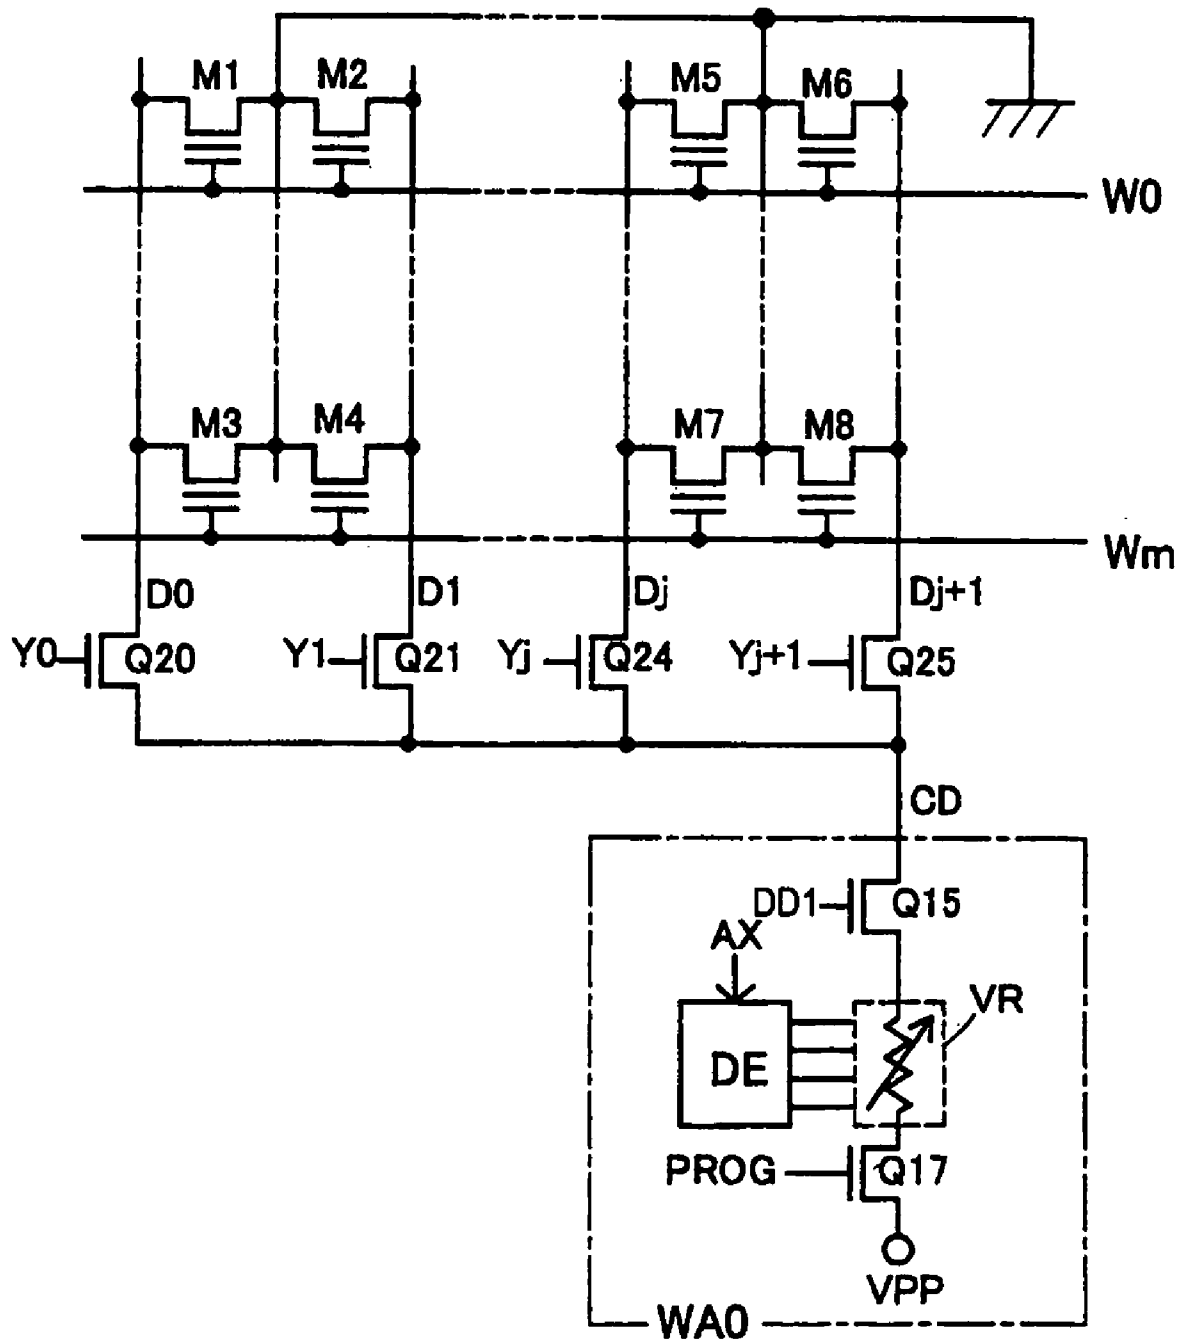 M1 M2 M5 M6
W0
M3 M4 M7 M8
Wm
D0 D1 Dj Dj+1
Y0 Q20 Y1 Q21 Yj Q24 Yj+1 Q25
CD
DD1 Q15
AX
VR
DE
PROG Q17
VPP
WA0